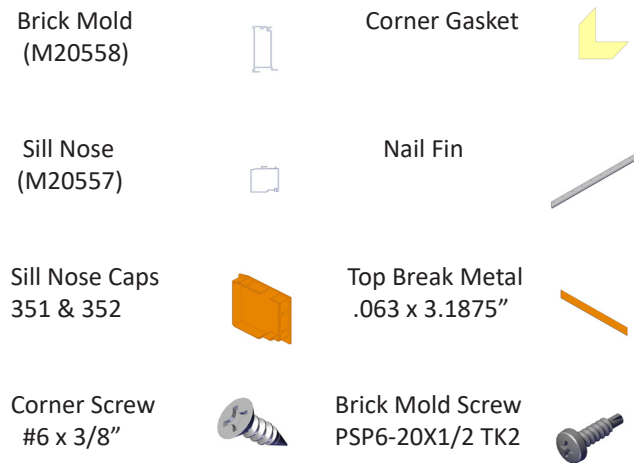 Brick Mold
(M20558)
Corner Gasket
Sill Nose
(M20557)
Nail Fin
Sill Nose Caps
351 & 352
Top Break Metal
.063 x 3.1875”
Corner Screw
#6 x 3/8”
Brick Mold Screw
PSP6-20X1/2 TK2